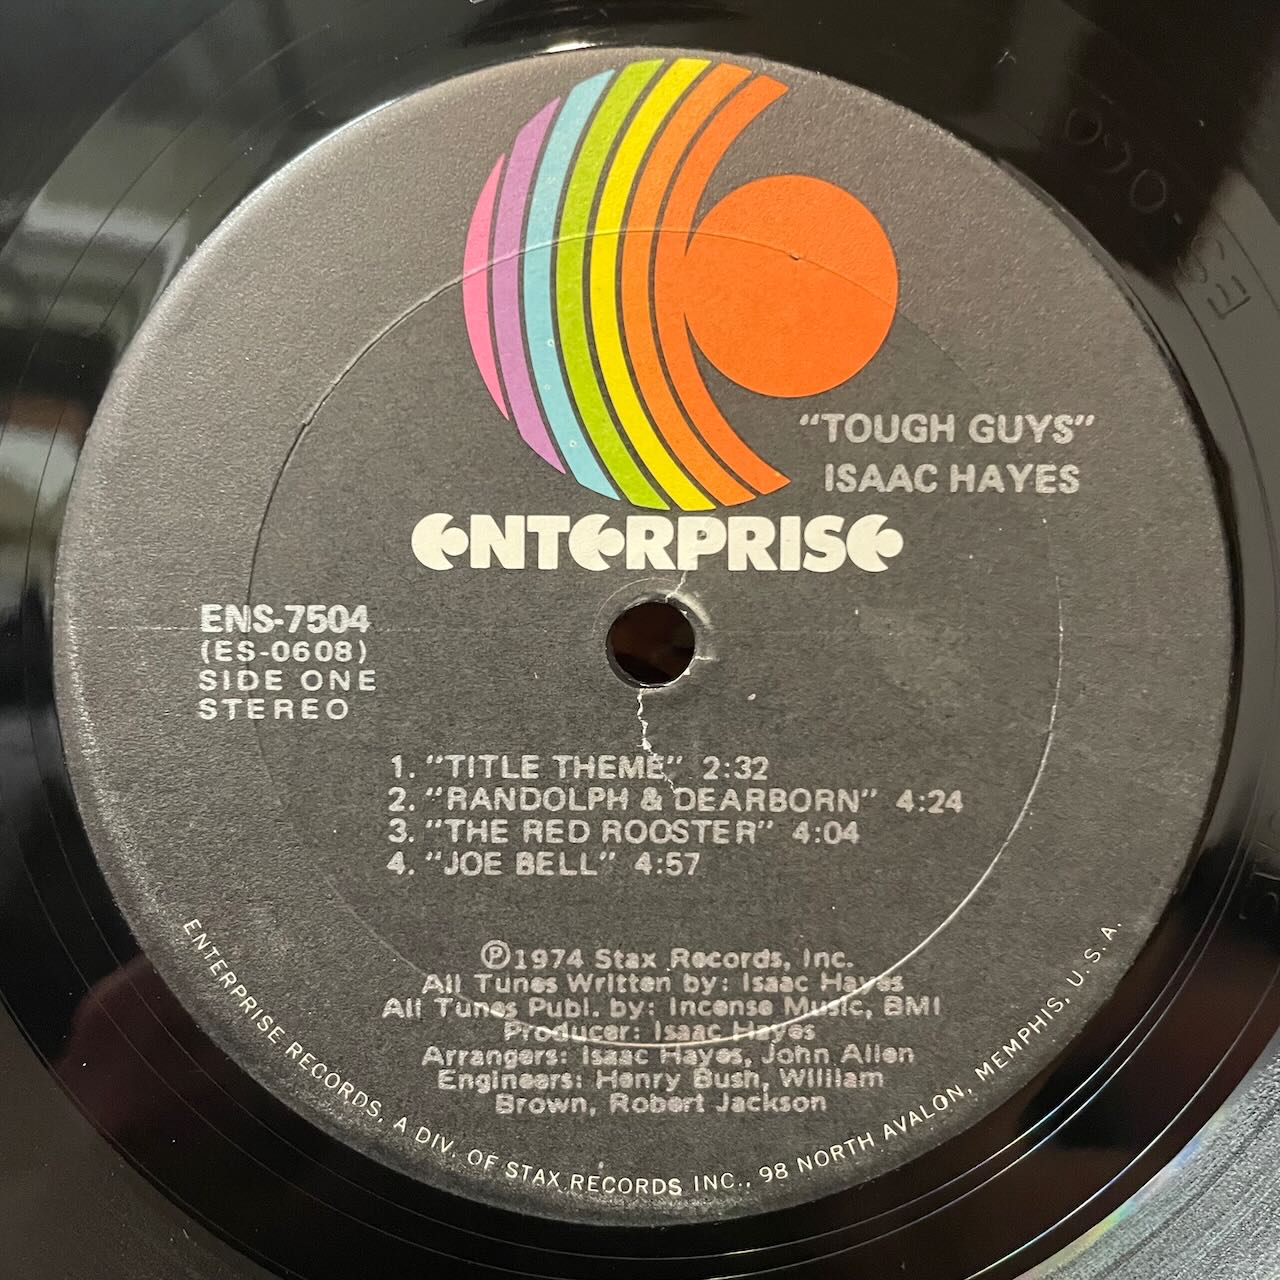 "TOUGH GUYS"
ISAAC HAYES
ENTERPRISE
ENS-7504
(ES-0608)
SIDE ONE
STEREO
1. "TITLE THEME" 2:32
2. "RANDOLPH & DEARBORN" 4:24
3. "THE RED ROOSTER" 4:04
4. "JOE BELL" 4:57
Ⓟ1974 Stax Records, Inc.
All Tunes Written by: Isaac Hayes
All Tunes Publ. by: Incense Music, BMI
Producer: Isaac Hayes
Arrangers: Isaac Hayes, John Allen
Engineers: Henry Bush, William
Brown, Robert Jackson
ENTERPRISE RECORDS, A DIV. OF STAX RECORDS INC., 98 NORTH AVALON, MEMPHIS, U.S.A.